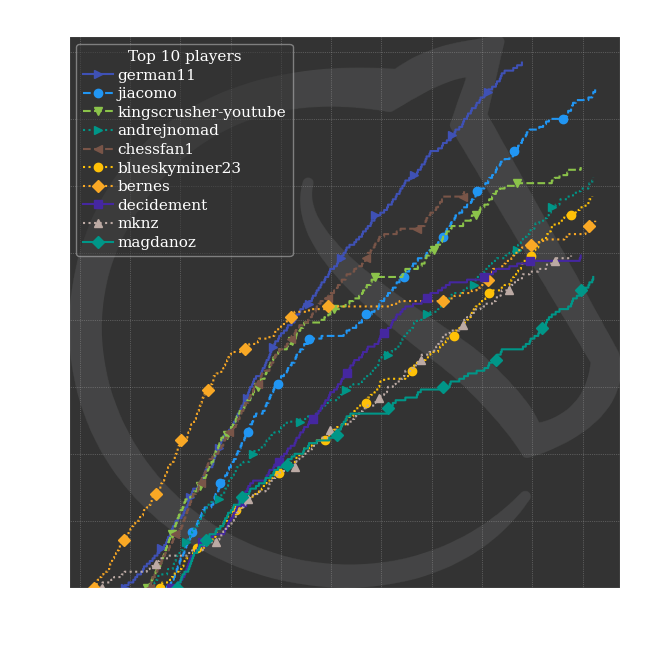 Top 10 players
german11
jiacomo
kingscrusher-youtube
andrejnomad
chessfan1
blueskyminer23
bernes
decidement
mknz
magdanoz